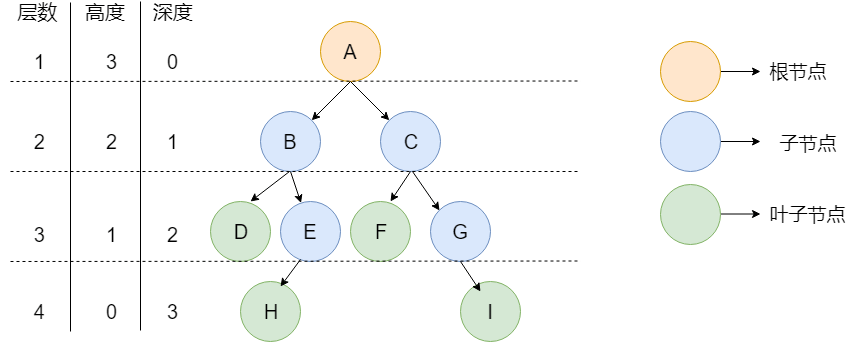 层数 高度 深度
1 3 0 A
根节点
2 2 1 B C
子节点
3 1 2 D E F G
叶子节点
4 0 3 H I